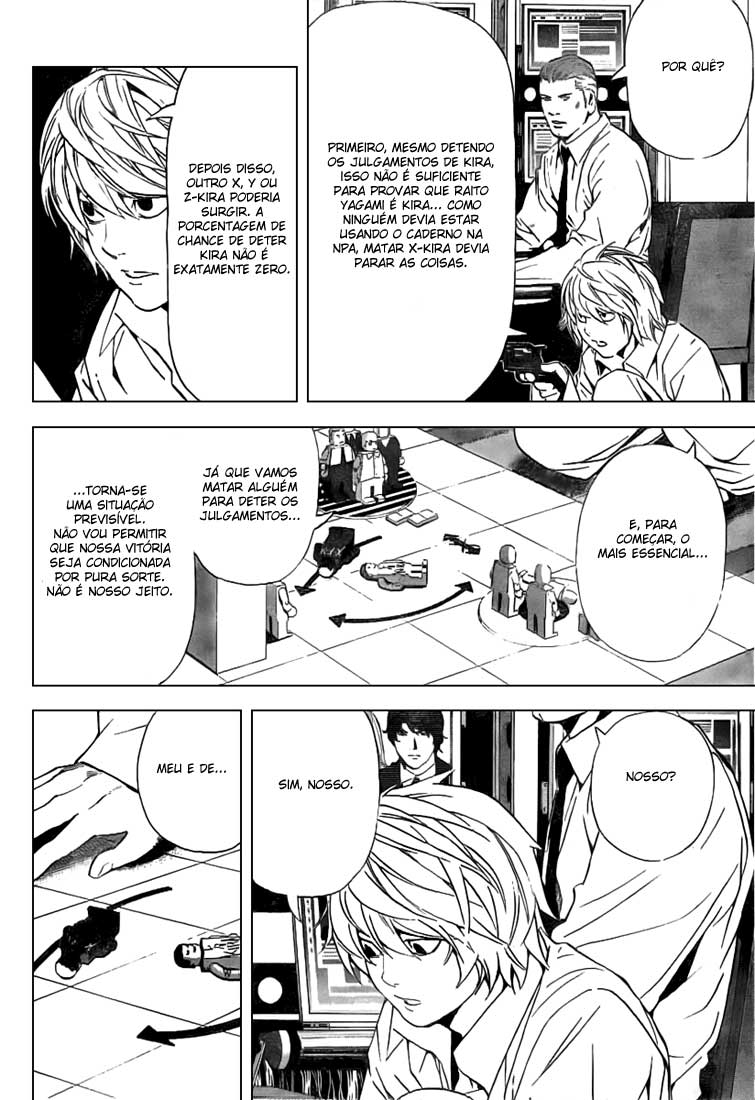 POR QUÊ?
PRIMEIRO, MESMO DETENDO
OS JULGAMENTOS DE KIRA,
ISSO NÃO É SUFICIENTE
PARA PROVAR QUE RAITO
YAGAMI É KIRA... COMO
NINGUÉM DEVIA ESTAR
USANDO O CADERNO NA
NPA, MATAR X-KIRA DEVIA
PARAR AS COISAS.
DEPOIS DISSO,
OUTRO X, Y OU
Z-KIRA PODERIA
SURGIR. A
PORCENTAGEM DE
CHANCE DE DETER
KIRA NÃO É
EXATAMENTE ZERO.
E, PARA
COMEÇAR, O
MAIS ESSENCIAL...
JÁ QUE VAMOS
MATAR ALGUÉM
PARA DETER OS
JULGAMENTOS...
...TORNA-SE
UMA SITUAÇÃO
PREVISÍVEL.
NÃO VOU PERMITIR
QUE NOSSA VITÓRIA
SEJA CONDICIONADA
POR PURA SORTE.
NÃO É NOSSO JEITO.
NOSSO?
SIM, NOSSO.
MEU E DE...